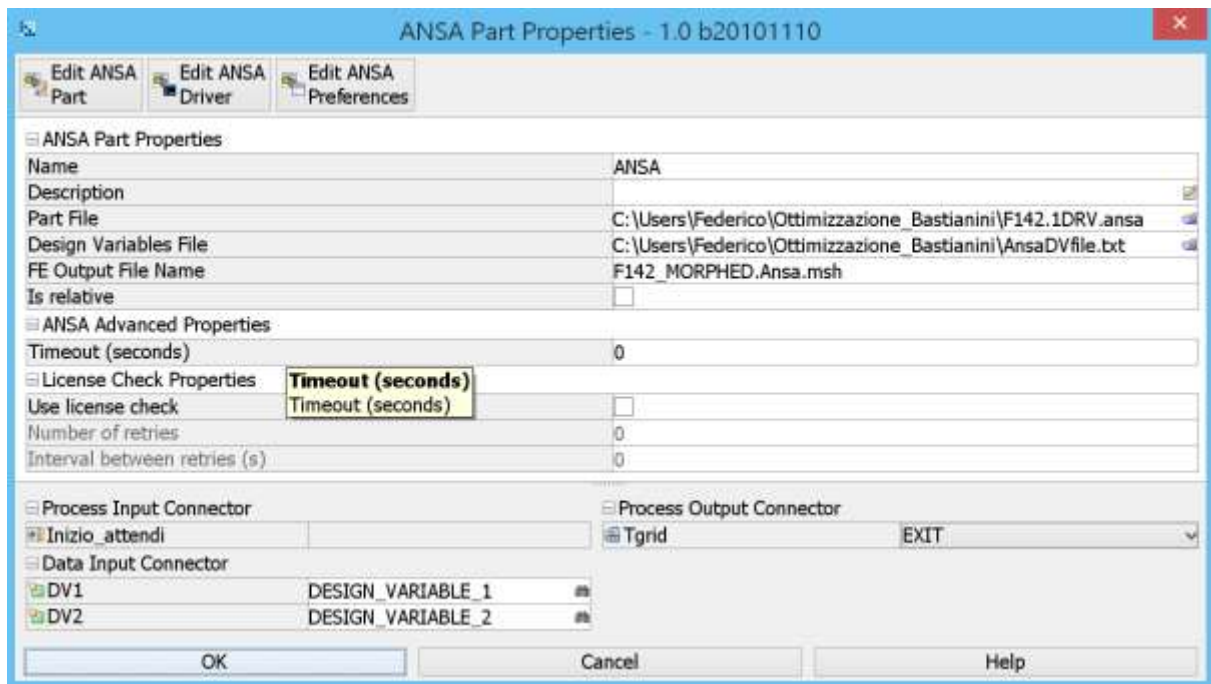 ANSA Part Properties - 1.0 b20101110
Edit ANSA Part
Edit ANSA Driver
Edit ANSA Preferences
ANSA Part Properties
Name ANSA
Description
Part File C:\Users\Federico\Ottimizzazione_Bastianini\F142.1DRV.ansa
Design Variables File C:\Users\Federico\Ottimizzazione_Bastianini\AnsaDVfile.txt
FE Output File Name F142_MORPHED.Ansa.msh
Is relative
ANSA Advanced Properties
Timeout (seconds) 0
License Check Properties
Timeout (seconds)
Timeout (seconds)
Use license check
Number of retries 0
Interval between retries (s) 0
Process Input Connector
Inizio_attendi
Process Output Connector
Tgrid EXIT
Data Input Connector
DV1 DESIGN_VARIABLE_1
DV2 DESIGN_VARIABLE_2
OK Cancel Help